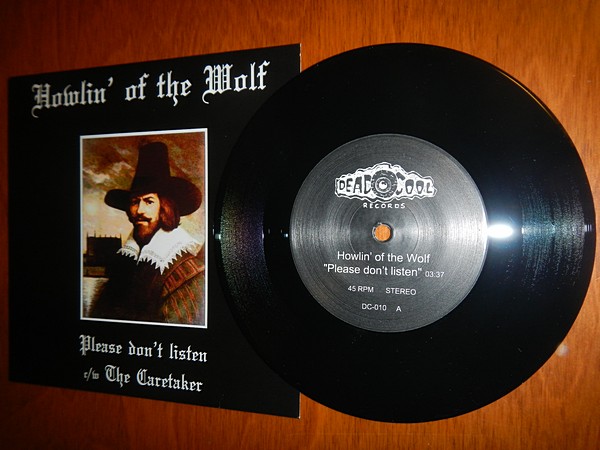 Howlin' of the Wolf
Please don't listen
c/w The Caretaker
DEAD COOL
RECORDS
Howlin' of the Wolf
"Please don't listen" 03:37
45 RPM STEREO
DC-010 A